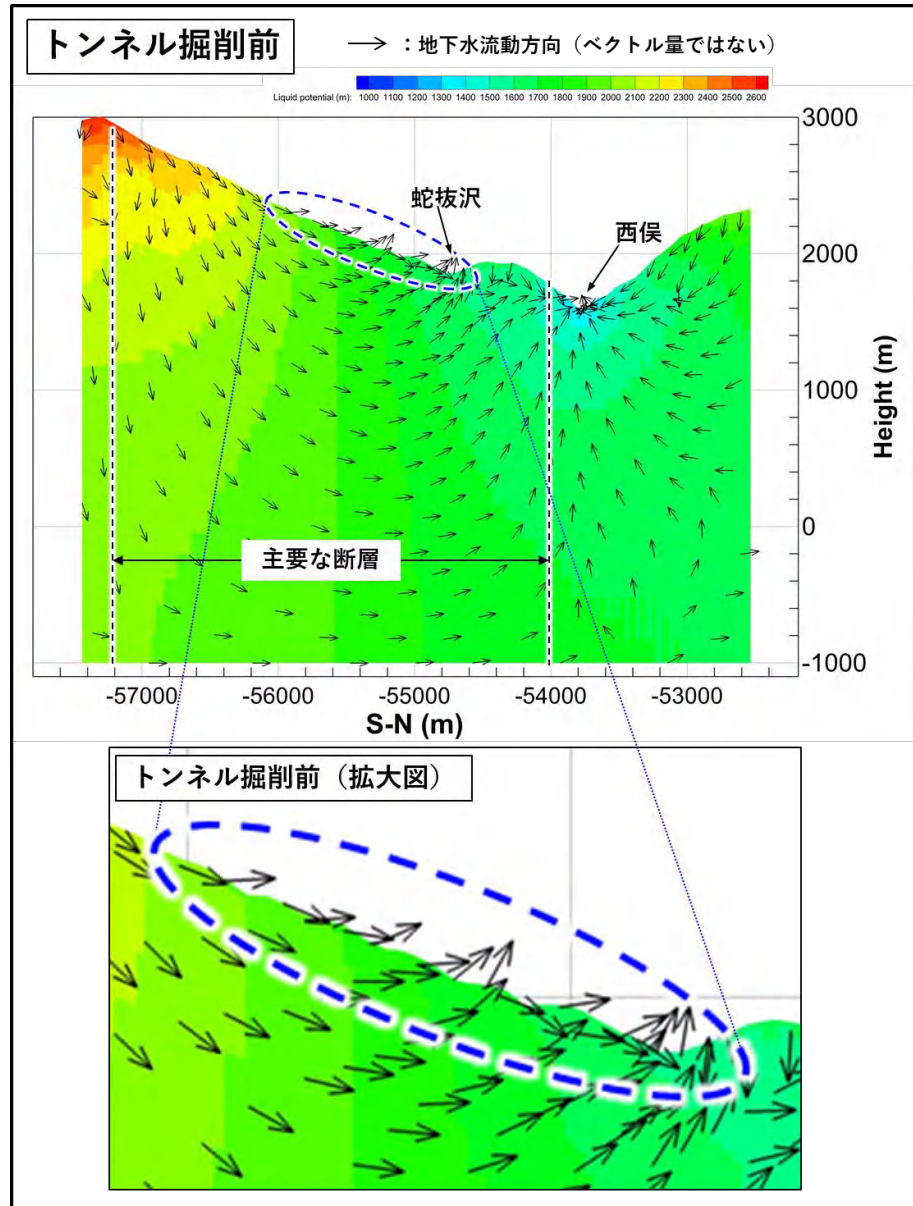 トンネル掘削前
→ ：地下水流動方向（ベクトル量ではない）
Liquid potential (m): 1000 1100 1200 1300 1400 1500 1600 1700 1800 1900 2000 2100 2200 2300 2400 2500 2600
3000
蛇抜沢
西俣
2000
1000
Height (m)
0
主要な断層
-1000
-57000 -56000 -55000 -54000 -53000
S-N (m)
トンネル掘削前（拡大図）